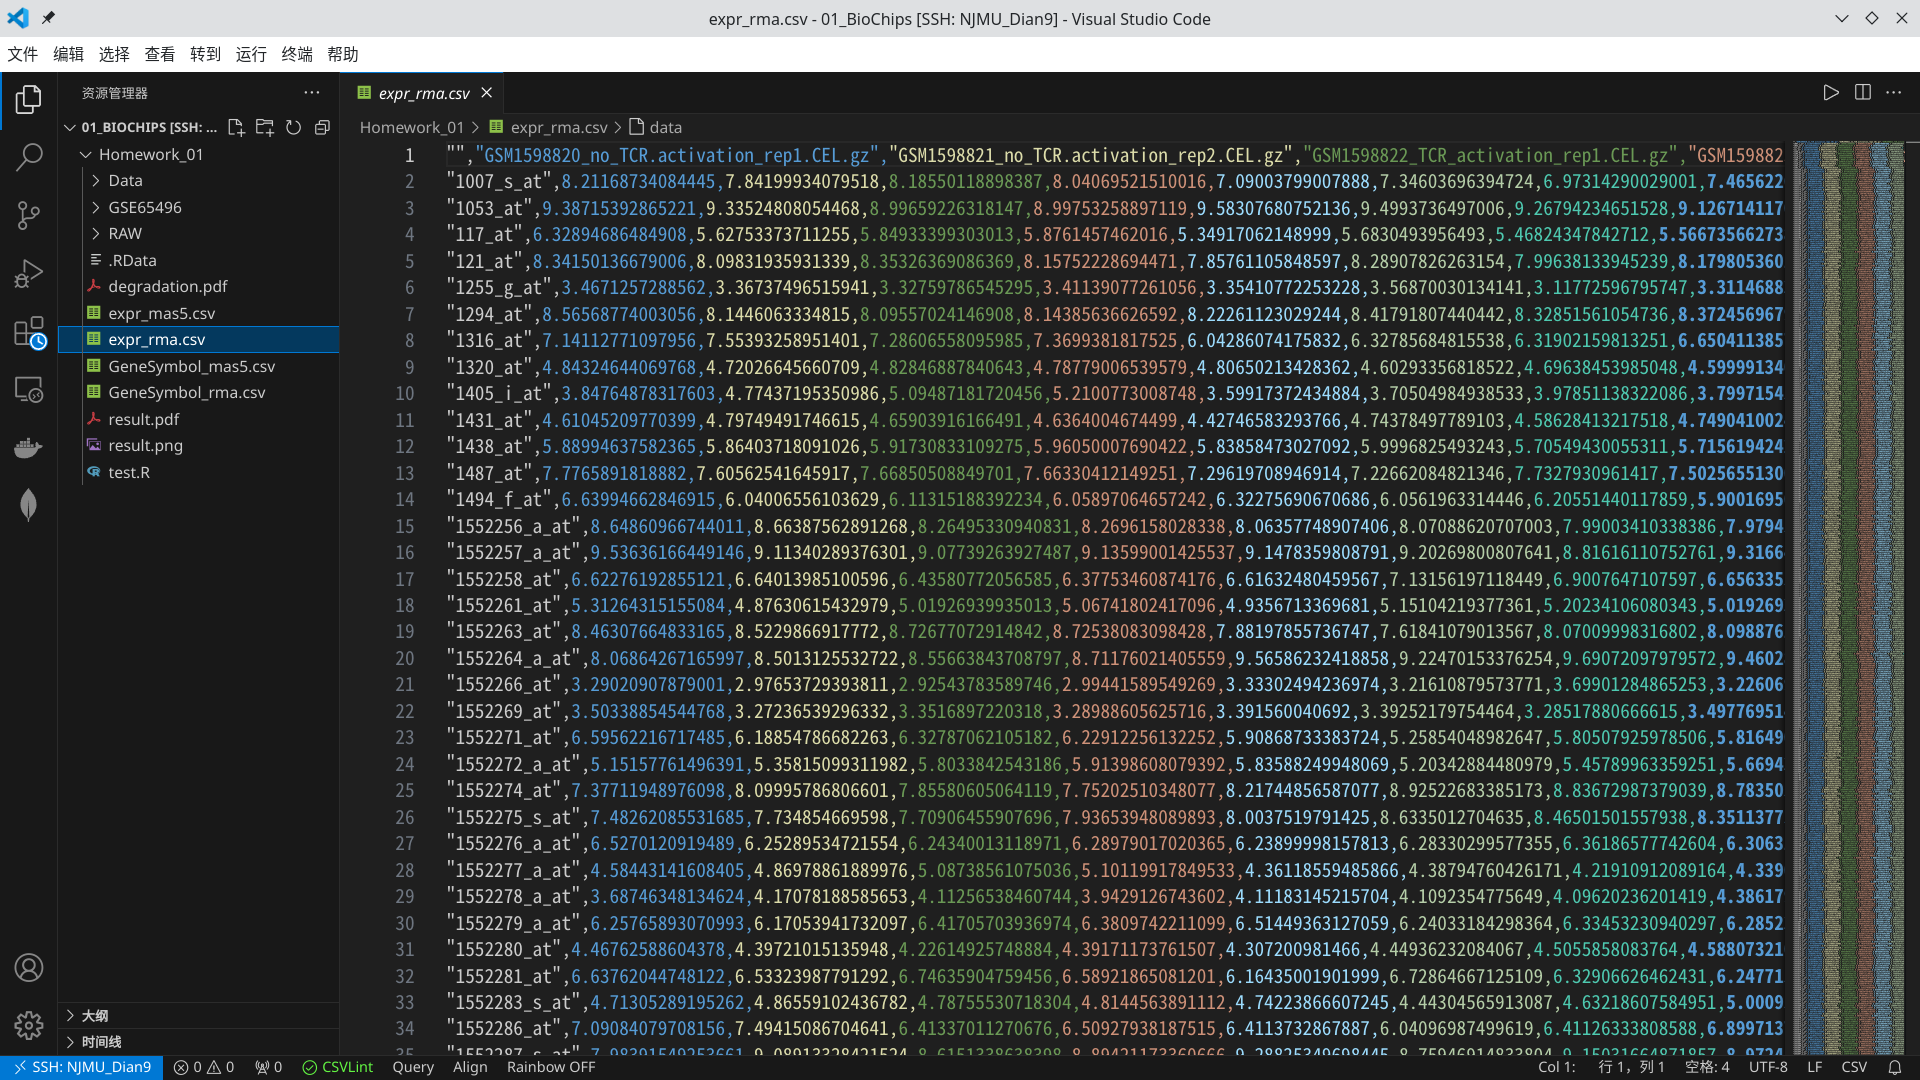 expr_rma.csv - 01_BioChips [SSH: NJMU_Dian9] - Visual Studio Code
文件 编辑 选择 查看 转到 运行 终端 帮助
资源管理器
expr_rma.csv
01_BIOCHIPS [SSH: ...
Homework_01 > expr_rma.csv > data
Homework_01
Data
GSE65496
RAW
.RData
degradation.pdf
expr_mas5.csv
expr_rma.csv
GeneSymbol_mas5.csv
GeneSymbol_rma.csv
result.pdf
result.png
test.R
大纲
时间线
1 "","GSM1598820_no_TCR.activation_rep1.CEL.gz","GSM1598821_no_TCR.activation_rep2.CEL.gz","GSM1598822_TCR_activation_rep1.CEL.gz","GSM159882
2 "1007_s_at",8.21168734084445,7.84199934079518,8.18550118898387,8.04069521510016,7.09003799007888,7.34603696394724,6.97314290029001,7.465622
3 "1053_at",9.38715392865221,9.33524808054468,8.99659226318147,8.99753258897119,9.58307680752136,9.4993736497006,9.26794234651528,9.12671411
4 "117_at",6.32894686484908,5.62753373711255,5.84933399303013,5.8761457462016,5.34917062148999,5.6830493956493,5.46824347842712,5.5667356627
5 "121_at",8.34150136679006,8.09831935931339,8.35326369086369,8.15752228694471,7.85761105848597,8.28907826263154,7.99638133945239,8.179805360
6 "1255_g_at",3.4671257288562,3.36737496515941,3.32759786545295,3.41139077261056,3.35410772253228,3.56870030134141,3.11772596795747,3.3114688
7 "1294_at",8.56568774003056,8.1446063334815,8.09557024146908,8.14385636626592,8.22261123029244,8.41791807440442,8.32851561054736,8.372456967
8 "1316_at",7.14112771097956,7.55393258951401,7.28606558095985,7.3699381817525,6.04286074175832,6.32785684815538,6.31902159813251,6.650411385
9 "1320_at",4.84324644069768,4.72026645660709,4.82846887840643,4.78779006539579,4.80650213428362,4.60293356818522,4.69638453985048,4.59999134
10 "1405_i_at",3.84764878317603,4.77437195350986,5.09487181720456,5.2100773008748,3.59917372434884,3.70504984938533,3.97851138322086,3.7997154
11 "1431_at",4.61045209770399,4.79749491746615,4.65903916166491,4.6364004674499,4.42746583293766,4.74378497789103,4.58628413217518,4.749041002
12 "1438_at",5.88994637582365,5.86403718091026,5.91730833109275,5.96050007690422,5.83858473027092,5.9996825493243,5.70549430055311,5.715619424
13 "1487_at",7.7765891818882,7.60562541645917,7.66850508849701,7.66330412149251,7.29619708946914,7.22662084821346,7.7327930961417,7.5025655130
14 "1494_f_at",6.63994662846915,6.04006556103629,6.11315188392234,6.05897064657242,6.32275690670686,6.0561963314446,6.20551440117859,5.9001695
15 "1552256_a_at",8.64860966744011,8.66387562891268,8.26495330940831,8.2696158028338,8.06357748907406,8.07088620707003,7.99003410338386,7.9794
16 "1552257_a_at",9.53636166449146,9.11340289376301,9.07739263927487,9.13599001425537,9.1478359808791,9.20269800807641,8.81616110752761,9.3166
17 "1552258_at",6.62276192855121,6.64013985100596,6.43580772056585,6.37753460874176,6.61632480459567,7.13156197118449,6.9007647107597,6.656335
18 "1552261_at",5.31264315155084,4.87630615432979,5.01926939935013,5.06741802417096,4.9356713369681,5.15104219377361,5.20234106080343,5.019269
19 "1552263_at",8.46307664833165,8.5229866917772,8.72677072914842,8.72538083098428,7.88197855736747,7.61841079013567,8.07009998316802,8.098876
20 "1552264_a_at",8.06864267165997,8.5013125532722,8.55663843708797,8.71176021405559,9.56586232418858,9.22470153376254,9.69072097979572,9.4602
21 "1552266_at",3.29020907879001,2.97653729393811,2.92543783589746,2.99441589549269,3.33302494236974,3.21610879573771,3.69901284865253,3.22606
22 "1552269_at",3.50338854544768,3.27236539296332,3.3516897220318,3.28988605625716,3.391560040692,3.39252179754464,3.28517880666615,3.49776951
23 "1552271_at",6.59562216717485,6.18854786682263,6.32787062105182,6.22912256132252,5.90868733383724,5.25854048982647,5.80507925978506,5.81649
24 "1552272_a_at",5.15157761496391,5.35815099311982,5.8033842543186,5.91398608079392,5.83588249948069,5.20342884480979,5.45789963359251,5.6694
25 "1552274_at",7.37711948976098,8.09995786806601,7.85580605064119,7.75202510348077,8.21744856587077,8.92522683385173,8.83672987379039,8.78350
26 "1552275_s_at",7.48262085531685,7.734854669598,7.70906455907696,7.93653948089893,8.0037519791425,8.6335012704635,8.46501501557938,8.3511377
27 "1552276_a_at",6.5270120919489,6.25289534721554,6.24340013118971,6.28979017020365,6.23899998157813,6.28330299577355,6.36186577742604,6.3063
28 "1552277_a_at",4.58443141608405,4.86978861889976,5.08738561075036,5.10119917849533,4.36118559485866,4.38794760426171,4.21910912089164,4.339
29 "1552278_a_at",3.68746348134624,4.17078188585653,4.11256538460744,3.9429126743602,4.11183145215704,4.1092354775649,4.09620236201419,4.38617
30 "1552279_a_at",6.25765893070993,6.17053941732097,6.41705703936974,6.3809742211099,6.51449363127059,6.24033184298364,6.33453230940297,6.2852
31 "1552280_at",4.46762588604378,4.39721015135948,4.22614925748884,4.39171173761507,4.307200981466,4.44936232084067,4.5055858083764,4.58807321
32 "1552281_at",6.63762044748122,6.53323987791292,6.74635904759456,6.58921865081201,6.16435001901999,6.72864667125109,6.32906626462431,6.24771
33 "1552283_s_at",4.71305289195262,4.86559102436782,4.78755530718304,4.8144563891112,4.74223866607245,4.44304565913087,4.63218607584951,5.0009
34 "1552286_at",7.09084079708156,7.49415086704641,6.41337011270676,6.50927938187515,6.4113732867887,6.04096987499619,6.41126333808588,6.89971
SSH: NJMU_Dian9 0 0 0 CSVLint Query Align Rainbow OFF Col 1: 行 1, 列 1 空格: 4 UTF-8 LF CSV